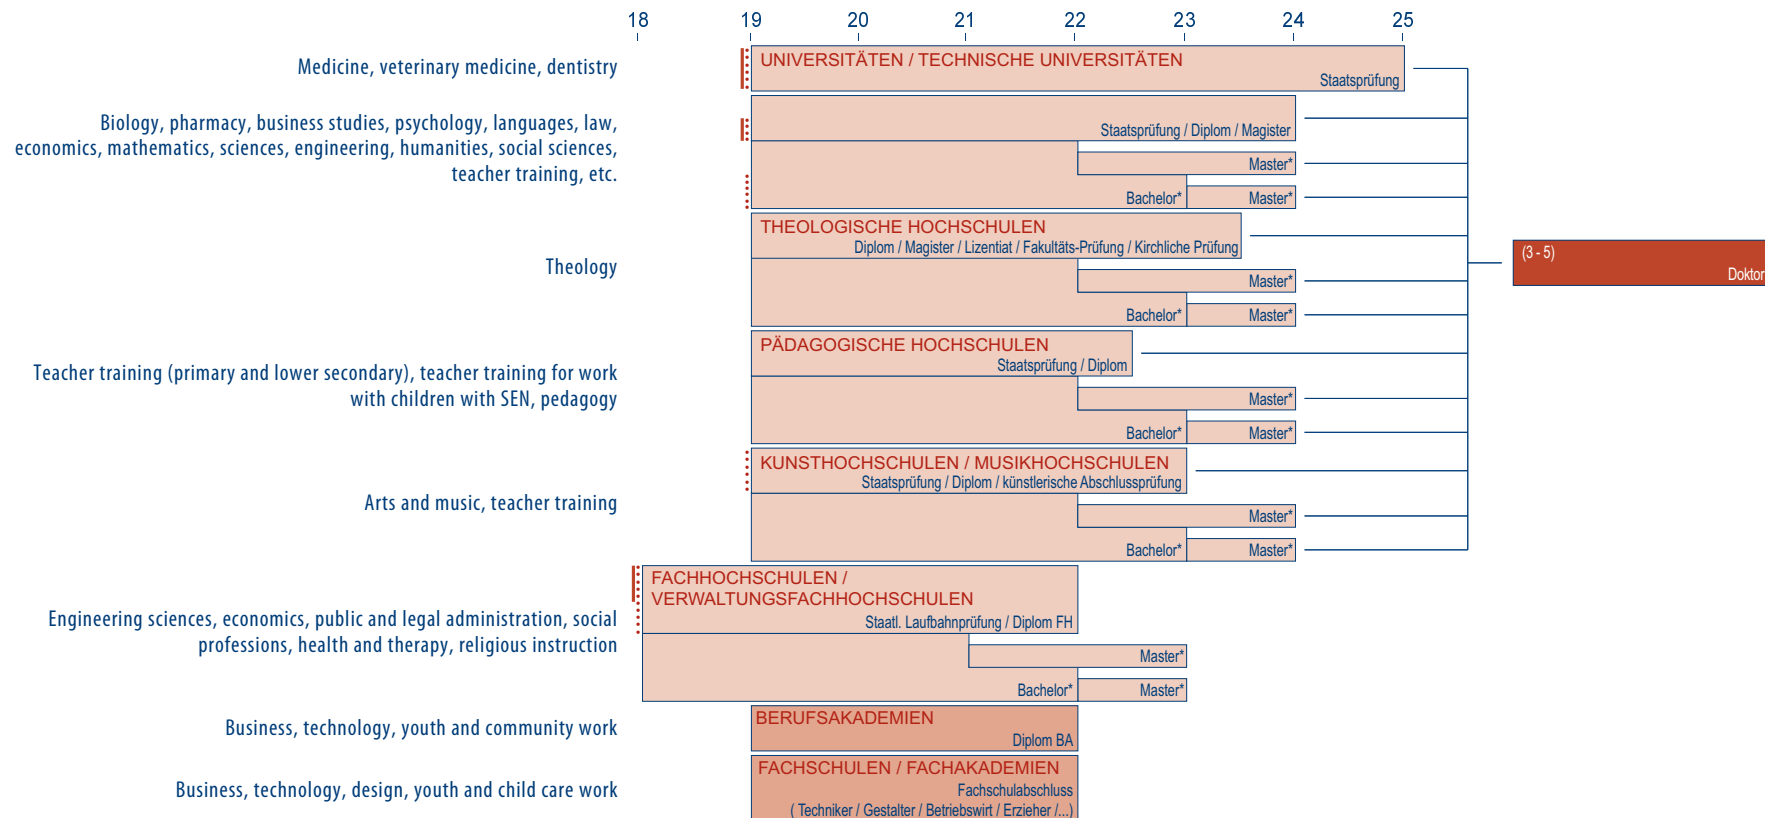 18 19 20 21 22 23 24 25
Medicine, veterinary medicine, dentistry
UNIVERSITÄTEN / TECHNISCHE UNIVERSITÄTEN
Staatsprüfung
Biology, pharmacy, business studies, psychology, languages, law,
economics, mathematics, sciences, engineering, humanities, social sciences,
teacher training, etc.
Staatsprüfung / Diplom / Magister
Master*
Bachelor* Master*
Theology
THEOLOGISCHE HOCHSCHULEN
Diplom / Magister / Lizentiat / Fakultäts-Prüfung / Kirchliche Prüfung
Master*
Bachelor* Master*
(3 - 5)
Doktor
Teacher training (primary and lower secondary), teacher training for work
with children with SEN, pedagogy
PÄDAGOGISCHE HOCHSCHULEN
Staatsprüfung / Diplom
Master*
Bachelor* Master*
Arts and music, teacher training
KUNSTHOCHSCHULEN / MUSIKHOCHSCHULEN
Staatsprüfung / Diplom / künstlerische Abschlussprüfung
Master*
Bachelor* Master*
Engineering sciences, economics, public and legal administration, social
professions, health and therapy, religious instruction
FACHHOCHSCHULEN /
VERWALTUNGSFACHHOCHSCHULEN
Staatl. Laufbahnprüfung / Diplom FH
Master*
Bachelor* Master*
Business, technology, youth and community work
BERUFSAKADEMIEN
Diplom BA
Business, technology, design, youth and child care work
FACHSCHULEN / FACHAKADEMIEN
Fachschulabschluss
( Techniker / Gestalter / Betriebswirt / Erzieher /...)